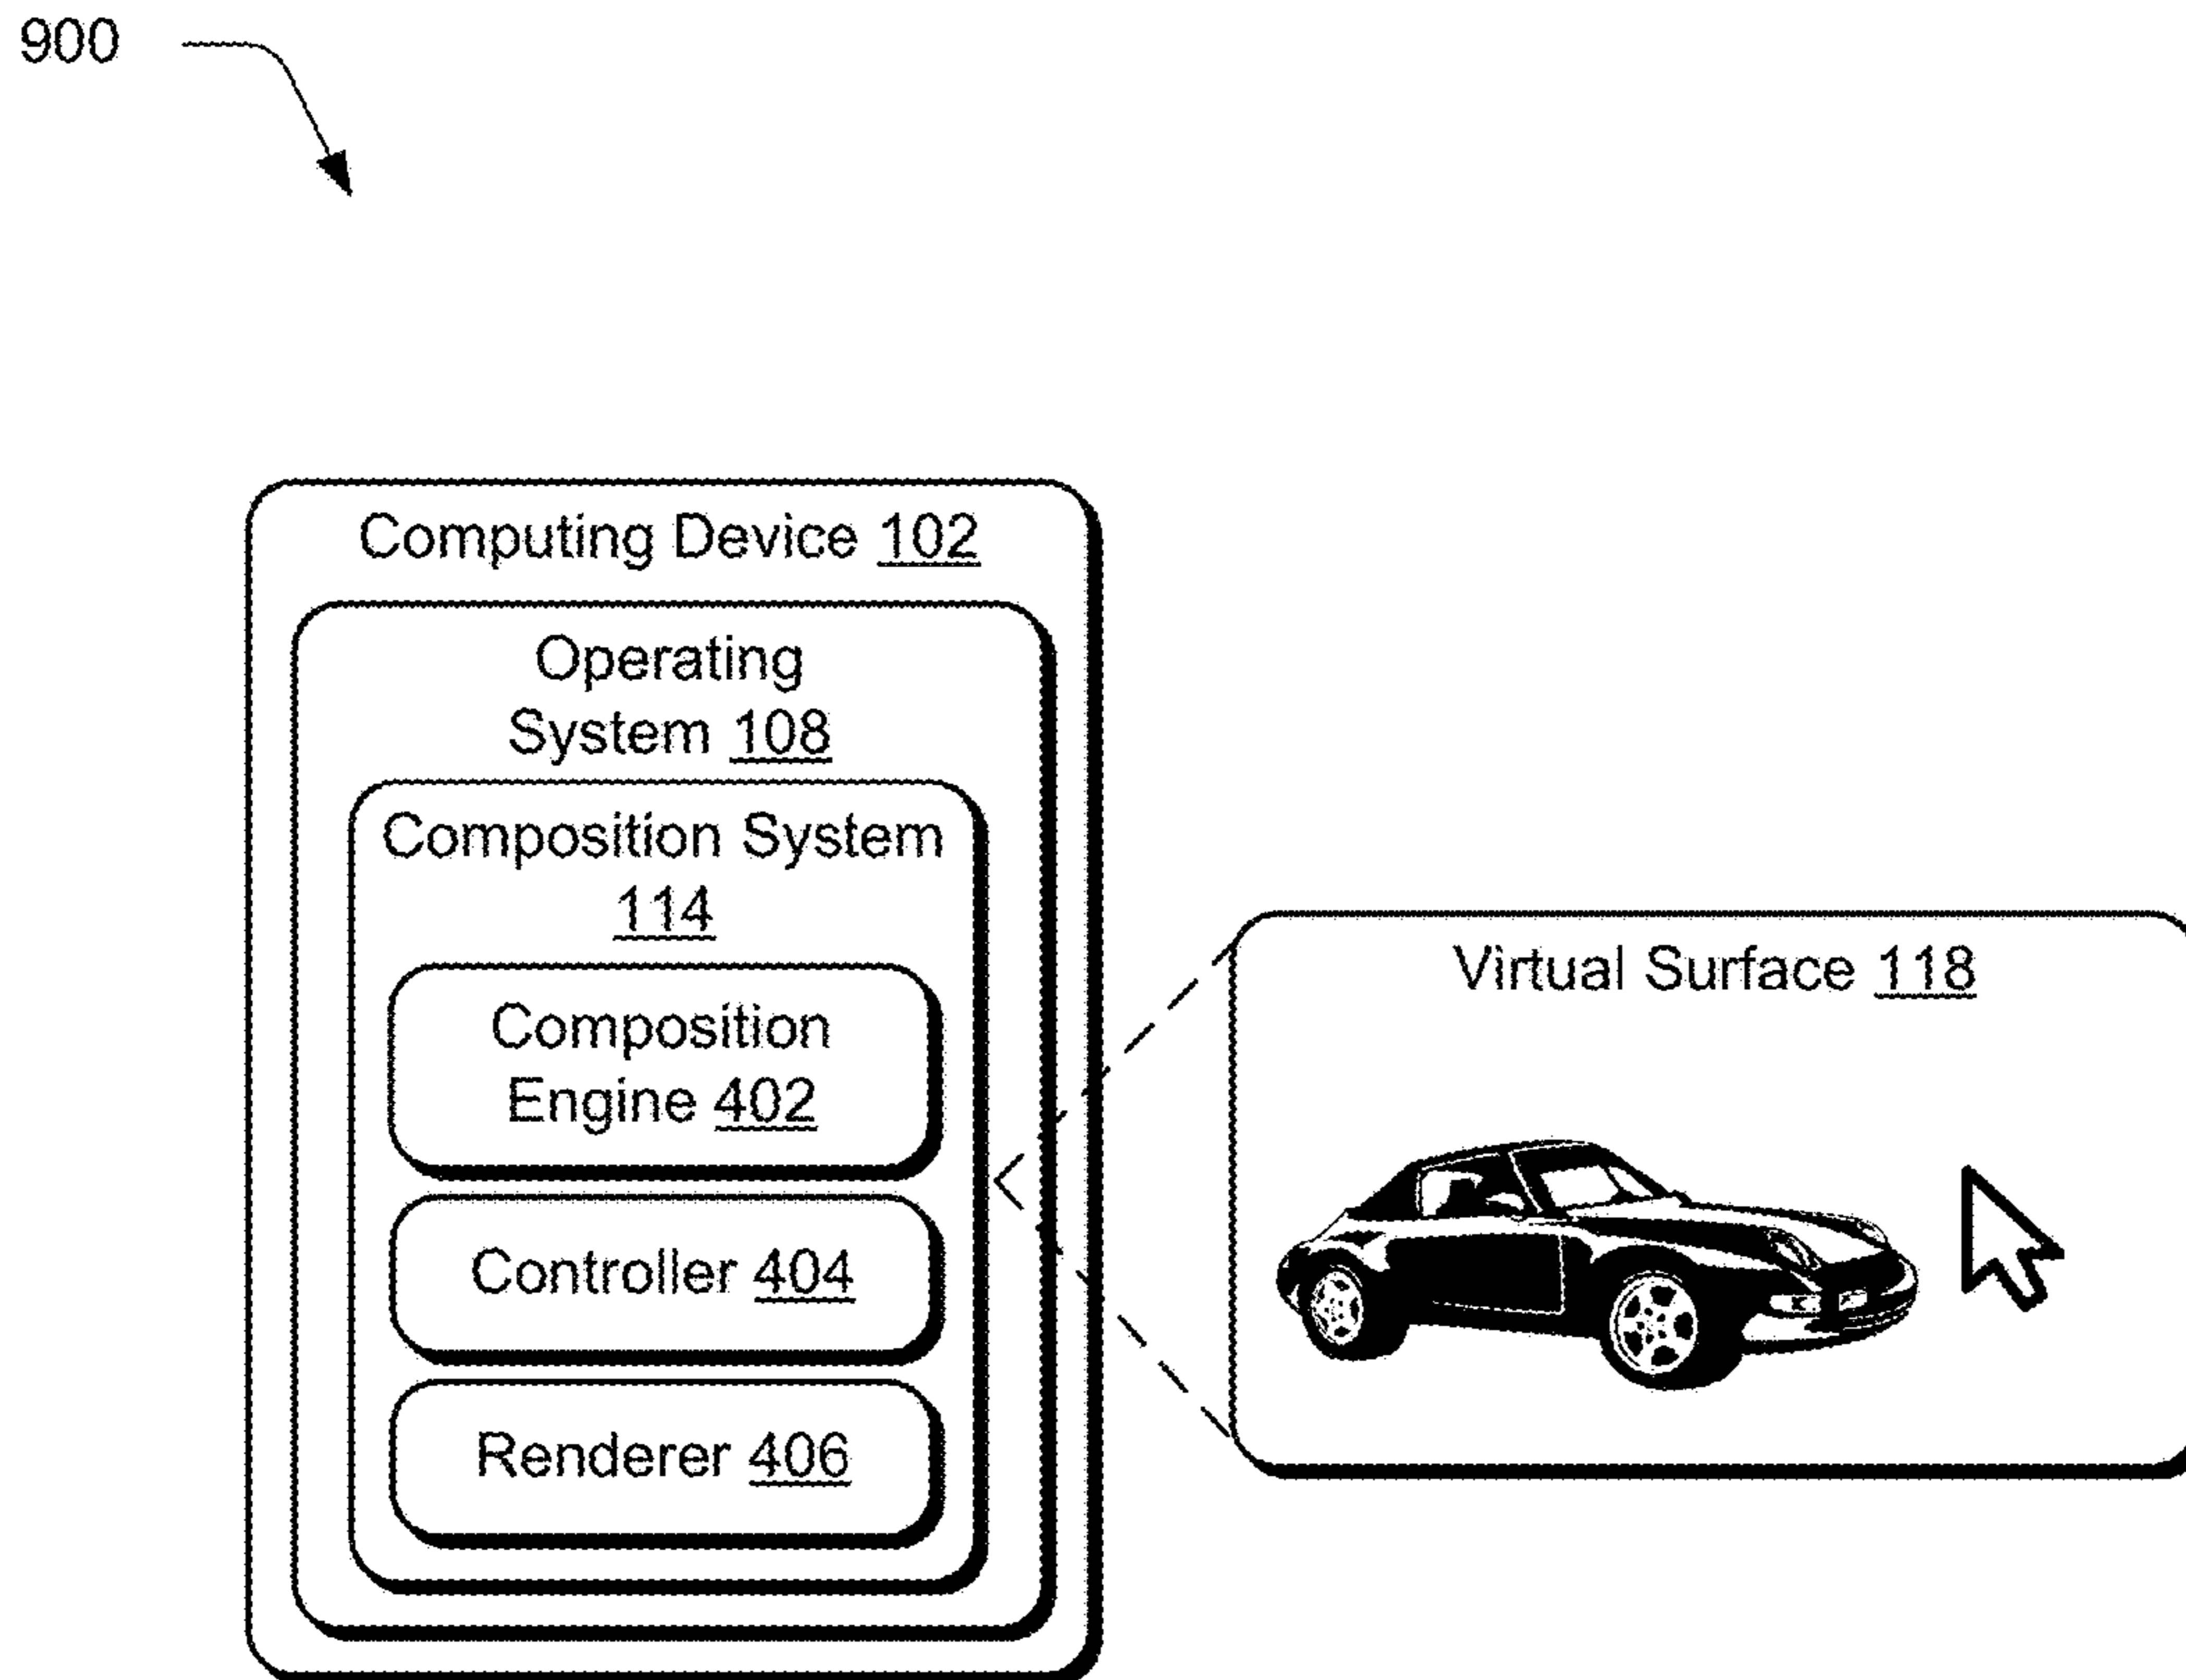 900
Computing Device 102
Operating
System 108
Composition System
114
Composition
Engine 402
Controller 404
Renderer 406
Virtual Surface 118